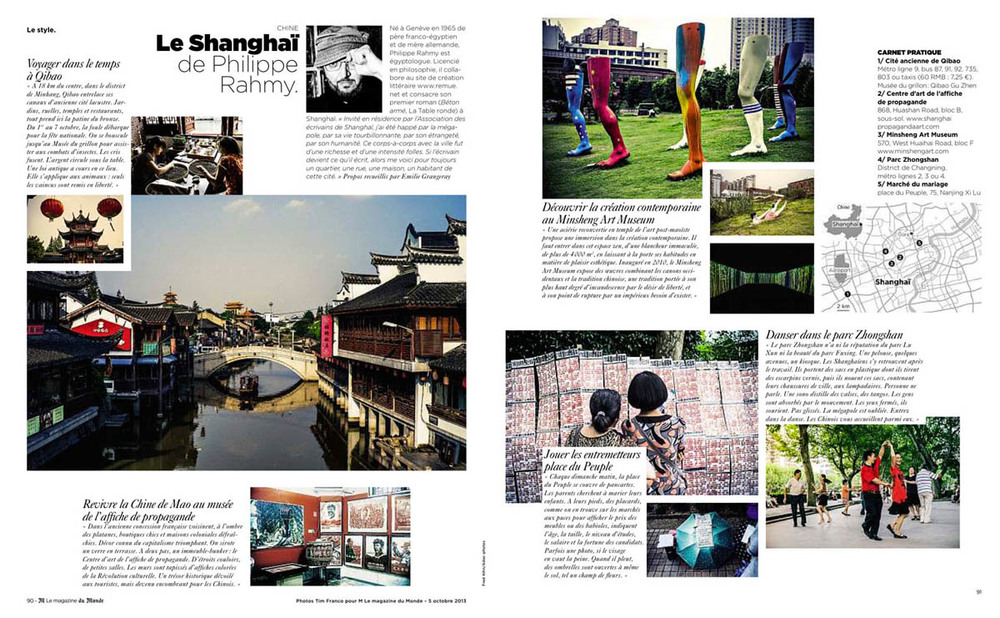 Le style.
CHINE
Le Shanghaï
de Philippe
Rahmy.
Né à Genève en 1965 de
père franco-égyptien
et de mère allemande,
Philippe Rahmy est
égyptologue. Licencié
en philosophie, il colla-
bore au site de création
littéraire www.remue.
net et consacre son
premier roman (Béton
armé, La Table ronde) à
Shanghaï. « Invité en résidence par l'Association des
écrivains de Shanghaï, j'ai été happé par la méga-
pole, par sa vie tourbillonnante, par son étrangeté,
par son humanité. Ce corps-à-corps avec la ville fut
d'une richesse et d'une intensité folles. Si l'écrivain
devient ce qu'il écrit, alors me voici pour toujours
un quartier, une rue, une maison, un habitant de
cette cité. » Propos recueillis par Emilie Grangeray
Voyager dans le temps
à Qibao
« A 18 km du centre, dans le district
de Minhang, Qibao entrelace ses
canaux d'ancienne cité lacustre. Jar-
dins, ruelles, temples et restaurants,
tout prend ici la patine du bronze.
Du 1er au 7 octobre, la foule débarque
pour la fête nationale. On se bouscule
jusqu'au Musée du grillon pour assis-
ter aux combats d'insectes. Les cris
fusent. L'argent circule sous la table.
Une loi antique a cours en ce lieu.
Elle s'applique aux animaux : seuls
les vaincus sont remis en liberté. »
Revivre la Chine de Mao au musée
de l'affiche de propagande
« Dans l'ancienne concession française voisinent, à l'ombre
des platanes, boutiques chics et maisons coloniales défraî-
chies. Décor connu du capitalisme triomphant. On sirote
un verre en terrasse. A deux pas, un immeuble-bunker : le
Centre d'art de l'affiche de propagande. D'étroits couloirs,
de petites salles. Les murs sont tapissés d'affiches colorées
de la Révolution culturelle. Un trésor historique dévoilé
aux touristes, mais devenu encombrant pour les Chinois. »
90 - M Le magazine du Monde
Photos Tim Franco pour M Le magazine du Monde – 5 octobre 2013
Découvrir la création contemporaine
au Minsheng Art Museum
« Une aciérie reconvertie en temple de l'art post-maoïste
propose une immersion dans la création contemporaine. Il
faut entrer dans cet espace zen, d'une blancheur immaculée,
de plus de 4000 m², en laissant à la porte ses habitudes en
matière de plaisir esthétique. Inauguré en 2010, le Minsheng
Art Museum expose des œuvres combinant les canons occi-
dentaux et la tradition chinoise, une tradition portée à son
plus haut degré d'incandescence par le désir de liberté, et
à son point de rupture par un impérieux besoin d'exister. »
CARNET PRATIQUE
1/ Cité ancienne de Qibao
Métro ligne 9, bus 87, 91, 92, 735,
803 ou taxis (60 RMB : 7,25 €).
Musée du grillon: Qibao Gu Zhen
2/ Centre d'art de l'affiche
de propagande
868, Huashan Road, bloc B,
sous-sol. www.shanghai
propagandaart.com
3/ Minsheng Art Museum
570, West Huaihai Road, bloc F
www.minshengart.com
4/ Parc Zhongshan
District de Changning,
métro lignes 2, 3 ou 4.
5/ Marché du mariage
place du Peuple, 75, Nanjing Xi Lu
Chine
Shanghaï
Aéroport
5
4
2
3
Shanghaï
1
2 km
Danser dans le parc Zhongshan
« Le parc Zhongshan n'a ni la réputation du parc Lu
Xun ni la beauté du parc Fuxing. Une pelouse, quelques
avenues, un kiosque. Les Shanghaïens s'y retrouvent après
le travail. Ils portent des sacs en plastique dont ils tirent
des escarpins vernis, puis ils nouent ces sacs, contenant
leurs chaussures de ville, aux lampadaires. Personne ne
parle. Une sono distille des valses, des tangos. Les gens
sont absorbés par le mouvement. Les yeux fermés, ils
sourient. Pas glissés. La mégapole est oubliée. Entrez
dans la danse. Les Chinois vous accueillent parmi eux. »
Jouer les entremetteurs
place du Peuple
« Chaque dimanche matin, la place
du Peuple se couvre de pancartes.
Les parents cherchent à marier leurs
enfants. A leurs pieds, des placards,
comme on en trouve sur les marchés
aux puces pour afficher le prix des
meubles ou des babioles, indiquent
l'âge, la taille, le niveau d'études,
le salaire et la fortune des candidats.
Parfois une photo, si le visage
en vaut la peine. Quand il pleut,
des ombrelles sont ouvertes à même
le sol, tel un champ de fleurs. »
91